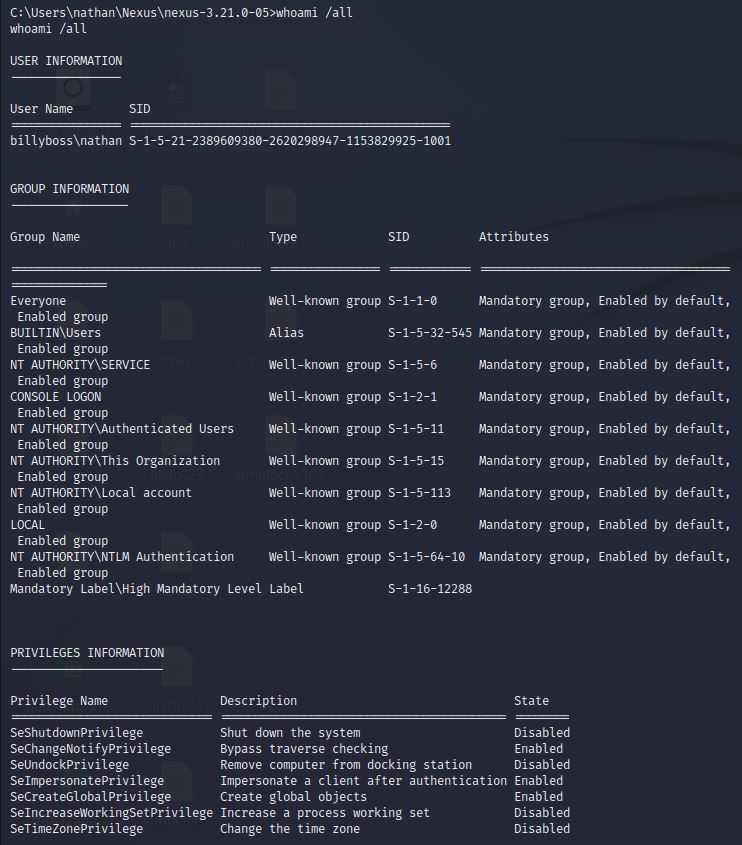 C:\Users\nathan\Nexus\nexus-3.21.0-05>whoami /all
whoami /all
USER INFORMATION
----------------
User Name SID
================ ==============================================
billyboss\nathan S-1-5-21-2389609380-2620298947-1153829925-1001
GROUP INFORMATION
-----------------
Group Name Type SID Attributes
==================================== ================ ============ ===================================
==============
Everyone Well-known group S-1-1-0 Mandatory group, Enabled by default,
Enabled group
BUILTIN\Users Alias S-1-5-32-545 Mandatory group, Enabled by default,
Enabled group
NT AUTHORITY\SERVICE Well-known group S-1-5-6 Mandatory group, Enabled by default,
Enabled group
CONSOLE LOGON Well-known group S-1-2-1 Mandatory group, Enabled by default,
Enabled group
NT AUTHORITY\Authenticated Users Well-known group S-1-5-11 Mandatory group, Enabled by default,
Enabled group
NT AUTHORITY\This Organization Well-known group S-1-5-15 Mandatory group, Enabled by default,
Enabled group
NT AUTHORITY\Local account Well-known group S-1-5-113 Mandatory group, Enabled by default,
Enabled group
LOCAL Well-known group S-1-2-0 Mandatory group, Enabled by default,
Enabled group
NT AUTHORITY\NTLM Authentication Well-known group S-1-5-64-10 Mandatory group, Enabled by default,
Enabled group
Mandatory Label\High Mandatory Level Label S-1-16-12288
PRIVILEGES INFORMATION
----------------------
Privilege Name Description State
============================= ========================================= ========
SeShutdownPrivilege Shut down the system Disabled
SeChangeNotifyPrivilege Bypass traverse checking Enabled
SeUndockPrivilege Remove computer from docking station Disabled
SeImpersonatePrivilege Impersonate a client after authentication Enabled
SeCreateGlobalPrivilege Create global objects Enabled
SeIncreaseWorkingSetPrivilege Increase a process working set Disabled
SeTimeZonePrivilege Change the time zone Disabled
dicc
nmap
nikto123
nikto134